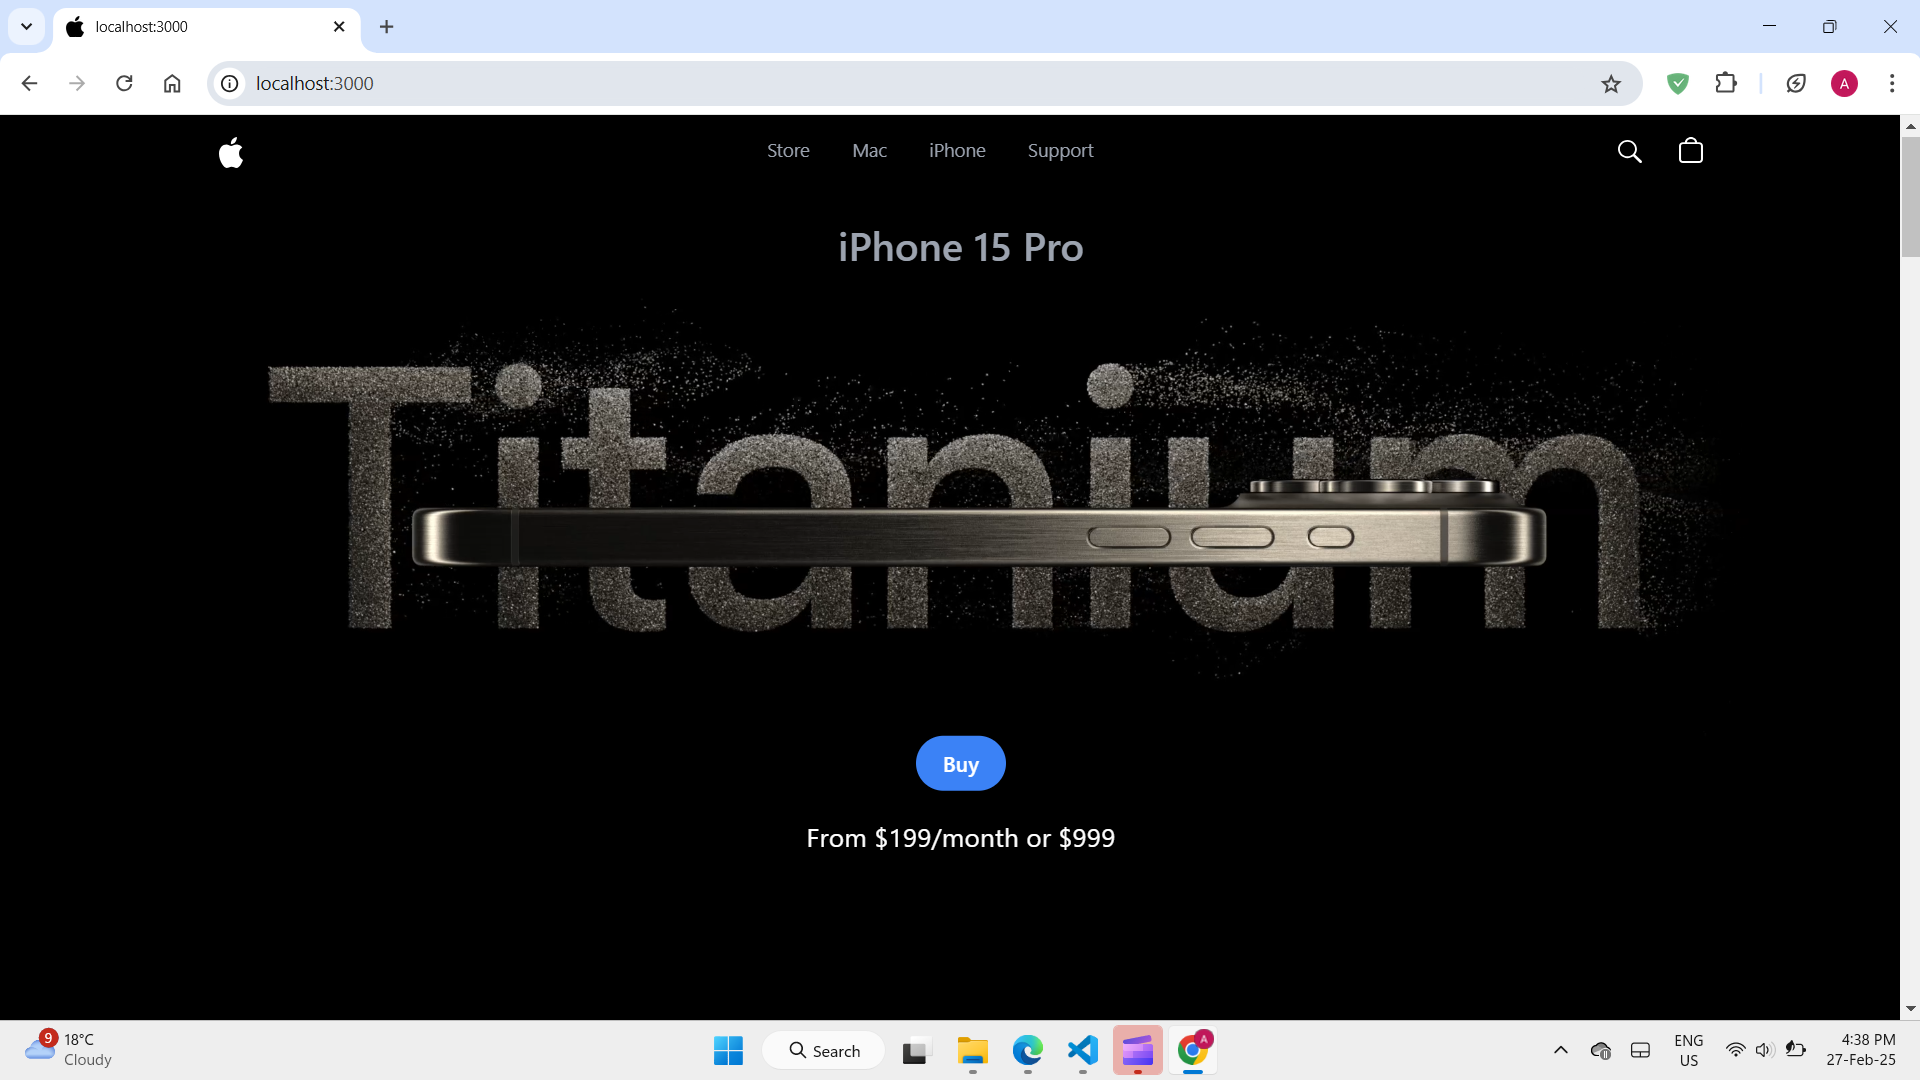 localhost:3000
localhost:3000
A
Store Mac iPhone Support
iPhone 15 Pro
Titanium
Buy
From $199/month or $999
9
18°C
Cloudy
Search
A
ENG
US
4:38 PM
27-Feb-25